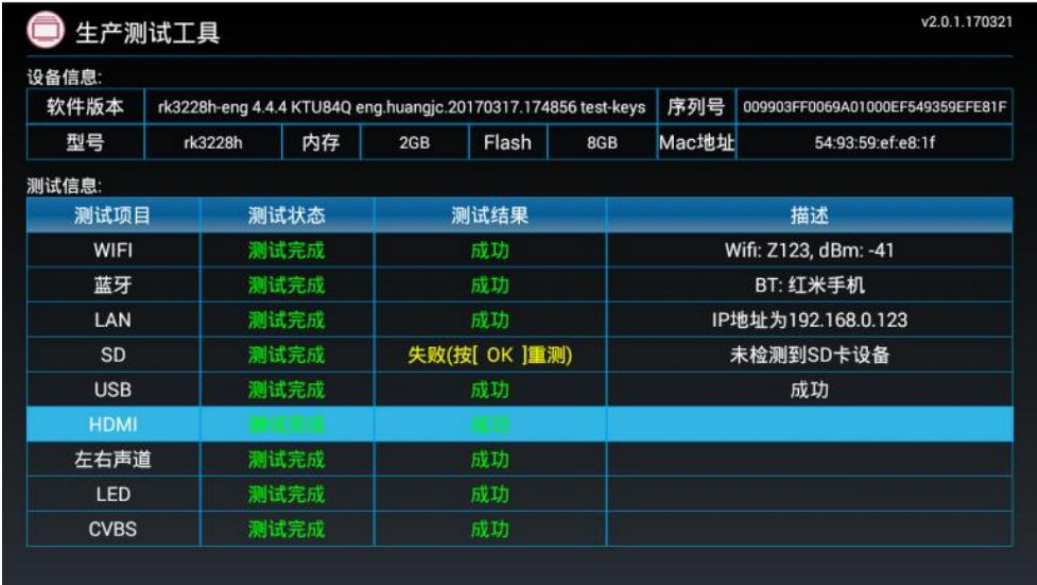 生产测试工具
v2.0.1.170321
设备信息:
软件版本 rk3228h-eng 4.4.4 KTU84Q eng.huangjc.20170317.174856 test-keys 序列号 009903FF0069A01000EF549359EFE81F
型号 rk3228h 内存 2GB Flash 8GB Mac地址 54:93:59:ef:e8:1f
测试信息:
测试项目 测试状态 测试结果 描述
WIFI 测试完成 成功 Wifi: Z123, dBm: -41
蓝牙 测试完成 成功 BT: 红米手机
LAN 测试完成 成功 IP地址为192.168.0.123
SD 测试完成 失败(按[ OK ]重测) 未检测到SD卡设备
USB 测试完成 成功 成功
HDMI 测试完成 成功
左右声道 测试完成 成功
LED 测试完成 成功
CVBS 测试完成 成功